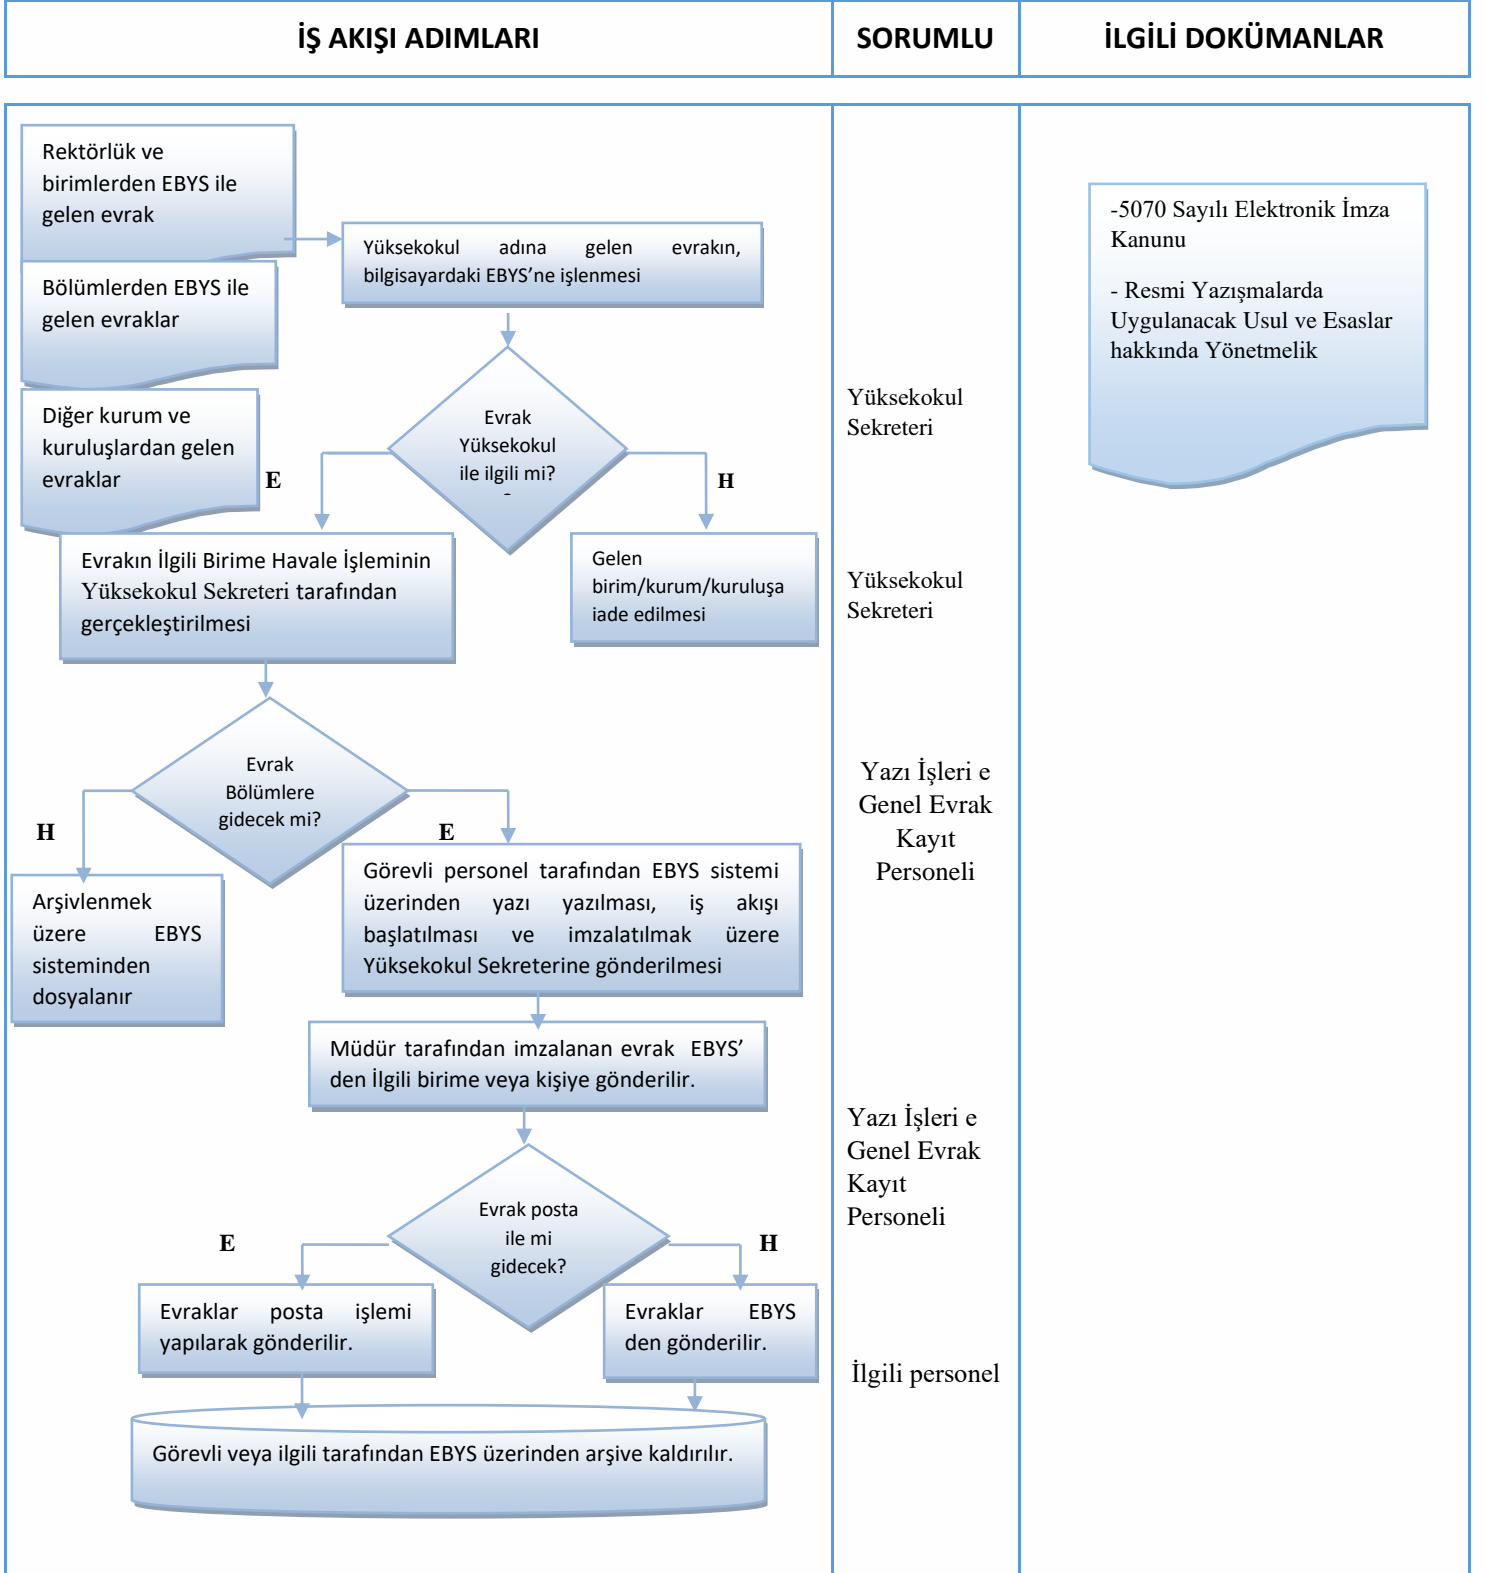 İŞ AKIŞI ADIMLARI
SORUMLU
İLGİLİ DOKÜMANLAR
Rektörlük ve
birimlerden EBYS ile
gelen evrak
Yüksekokul adına gelen evrakın,
bilgisayardaki EBYS'ne işlenmesi
Bölümlerden EBYS ile
gelen evraklar
Diğer kurum ve
kuruluşlardan gelen
evraklar
Evrak
Yüksekokul
ile ilgili mi?
E
H
Evrakın İlgili Birime Havale İşleminin
Yüksekokul Sekreteri tarafından
gerçekleştirilmesi
Gelen
birim/kurum/kuruluşa
iade edilmesi
Evrak
Bölümlere
gidecek mi?
H
E
Arşivlenmek
üzere EBYS
sisteminden
dosyalanır
Görevli personel tarafından EBYS sistemi
üzerinden yazı yazılması, iş akışı
başlatılması ve imzalatılmak üzere
Yüksekokul Sekreterine gönderilmesi
Müdür tarafından imzalanan evrak EBYS’
den İlgili birime veya kişiye gönderilir.
Evrak posta
ile mi
gidecek?
E
H
Evraklar posta işlemi
yapılarak gönderilir.
Evraklar EBYS
den gönderilir.
Görevli veya ilgili tarafından EBYS üzerinden arşive kaldırılır.
Yüksekokul
Sekreteri
Yüksekokul
Sekreteri
Yazı İşleri e
Genel Evrak
Kayıt
Personeli
Yazı İşleri e
Genel Evrak
Kayıt
Personeli
İlgili personel
-5070 Sayılı Elektronik İmza
Kanunu
- Resmi Yazışmalarda
Uygulanacak Usul ve Esaslar
hakkında Yönetmelik